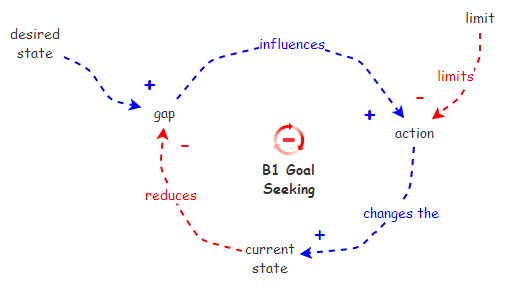 limit
desired
state
influences
limits
+
-
gap
+
action
-
B1 Goal
Seeking
reduces
changes the
+
current
state